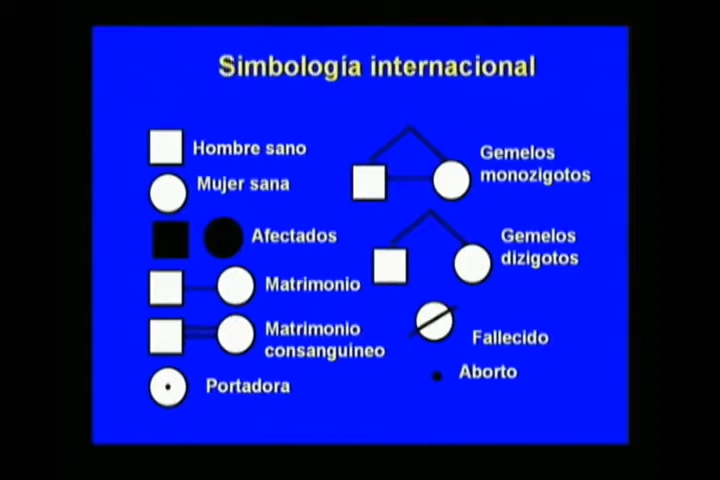 Simbología internacional
Hombre sano
Mujer sana
Afectados
Matrimonio
Matrimonio
consanguineo
Portadora
Gemelos
monozigotos
Gemelos
dizigotos
Fallecido
Aborto